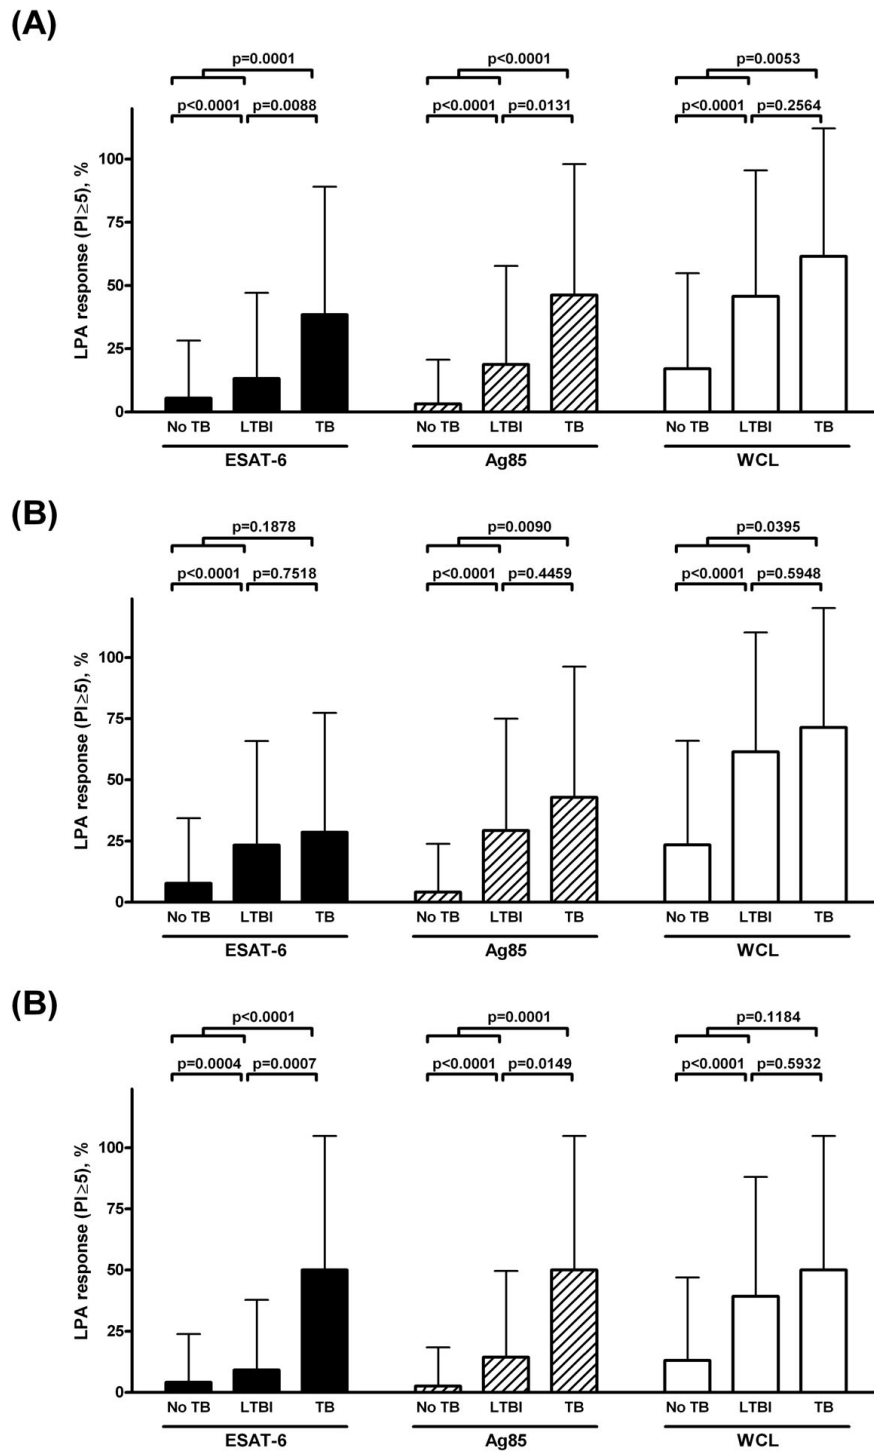 (A)
p=0.0001 p<0.0001 p=0.0053
p<0.0001 p=0.0088 p<0.0001 p=0.0131 p<0.0001 p=0.2564
LPA response (PI≥5), %
100
75
50
25
0
No TB LTBI TB No TB LTBI TB No TB LTBI TB
ESAT-6 Ag85 WCL
(B)
p=0.1878 p=0.0090 p=0.0395
p<0.0001 p=0.7518 p<0.0001 p=0.4459 p<0.0001 p=0.5948
LPA response (PI≥5), %
100
75
50
25
0
No TB LTBI TB No TB LTBI TB No TB LTBI TB
ESAT-6 Ag85 WCL
(B)
p<0.0001 p=0.0001 p=0.1184
p=0.0004 p=0.0007 p<0.0001 p=0.0149 p<0.0001 p=0.5932
LPA response (PI≥5), %
100
75
50
25
0
No TB LTBI TB No TB LTBI TB No TB LTBI TB
ESAT-6 Ag85 WCL